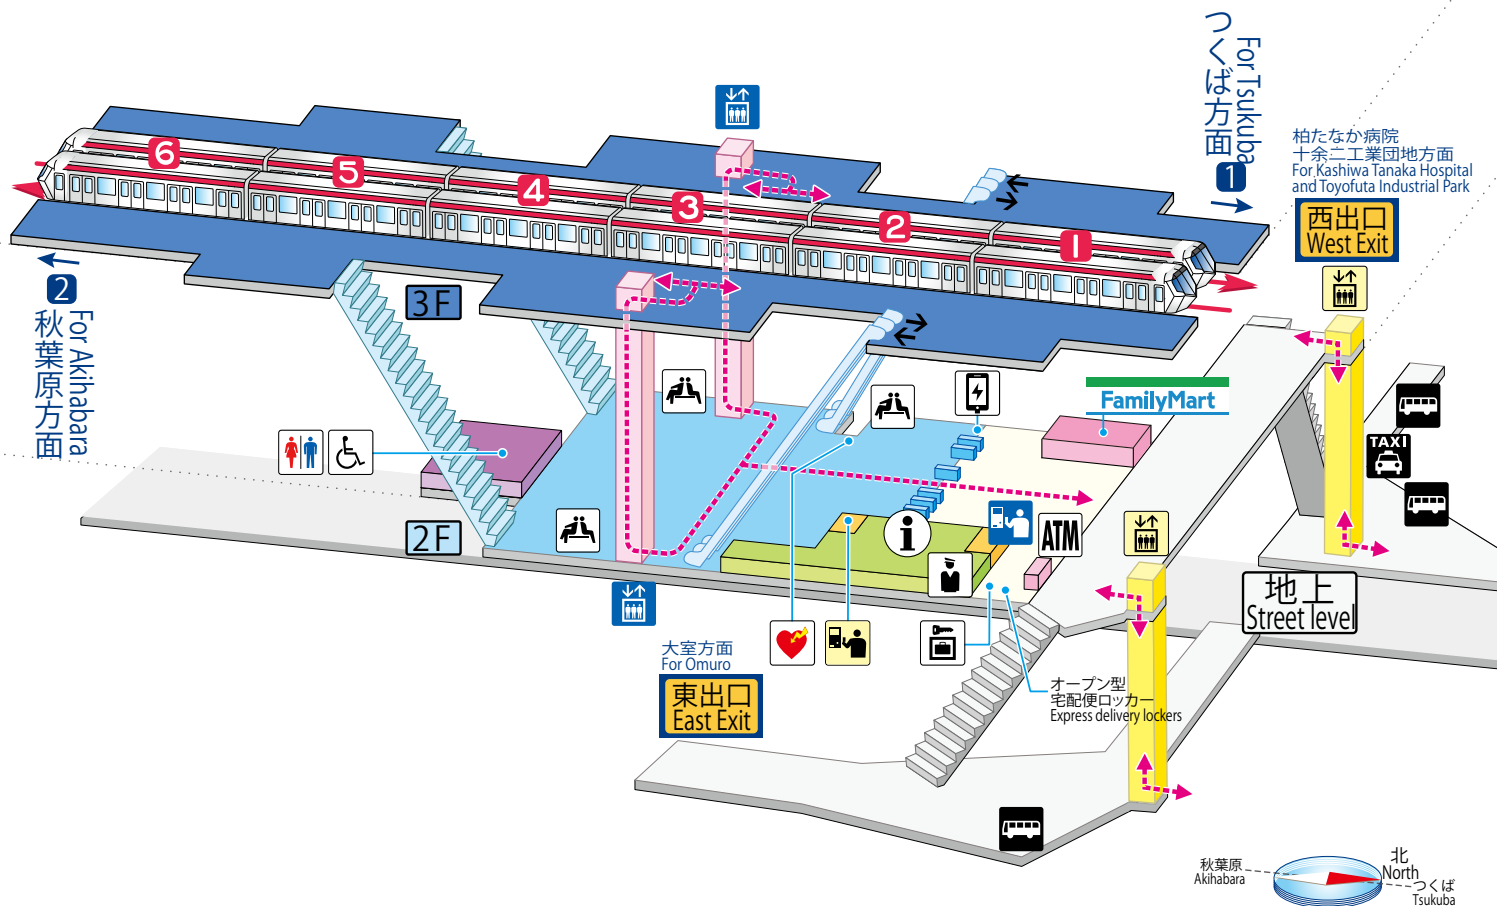 つくば方面
For Tsukuba
1
柏たなか病院
十余二工業団地方面
For Kashiwa Tanaka Hospital
and Toyofuta Industrial Park
西出口
West Exit
6
5
4
3
2
1
2
秋葉原方面
For Akihabara
3F
FamilyMart
TAXI
2F
i
ATM
地上
Street level
大室方面
For Omuro
東出口
East Exit
オープン型
宅配便ロッカー
Express delivery lockers
秋葉原
Akihabara
北
North
つくば
Tsukuba